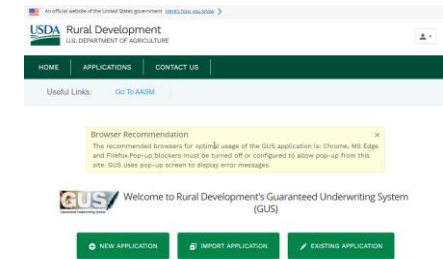 An official website of the United States government Here's how you know
USDA Rural Development
U.S. DEPARTMENT OF AGRICULTURE
HOME APPLICATIONS CONTACT US
Useful Links: Go To AASM
Browser Recommendation
The recommended browsers for optimal usage of the GUS application is: Chrome, MS Edge
and Firefox.Pop-up blockers must be turned off or configured to allow pop-up from this
site. GUS uses pop-up screen to display error messages.
GUS Welcome to Rural Development's Guaranteed Underwriting System
(GUS)
Guaranteed Underwriting System
NEW APPLICATION IMPORT APPLICATION EXISTING APPLICATION